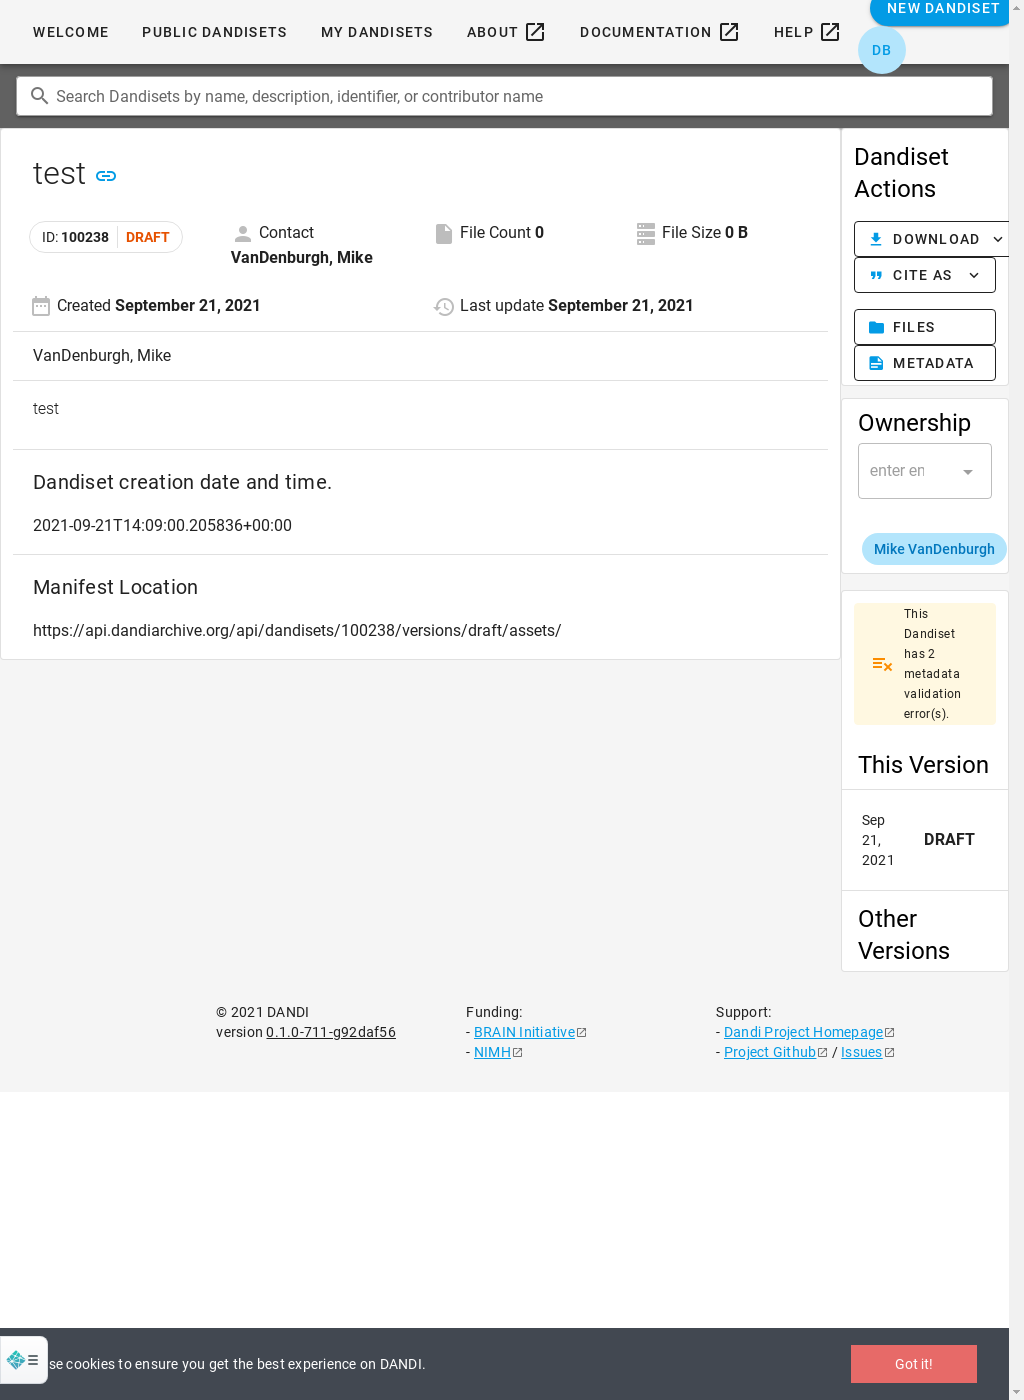 WELCOME
PUBLIC DANDISETS
MY DANDISETS
ABOUT
DOCUMENTATION
HELP
NEW DANDISET
DB
Search Dandisets by name, description, identifier, or contributor name
test
ID: 100238 DRAFT
Contact
VanDenburgh, Mike
File Count 0
File Size 0 B
Created September 21, 2021
Last update September 21, 2021
VanDenburgh, Mike
test
Dandiset creation date and time.
2021-09-21T14:09:00.205836+00:00
Manifest Location
https://api.dandiarchive.org/api/dandisets/100238/versions/draft/assets/
Dandiset
Actions
DOWNLOAD
CITE AS
FILES
METADATA
Ownership
enter
Mike VanDenburgh
This
Dandiset
has 2
metadata
validation
error(s).
This Version
Sep
21,
2021
DRAFT
Other
Versions
© 2021 DANDI
version 0.1.0-711-g92daf56
Funding:
- BRAIN Initiative
- NIMH
Support:
- Dandi Project Homepage
- Project Github / Issues
se cookies to ensure you get the best experience on DANDI.
Got it!